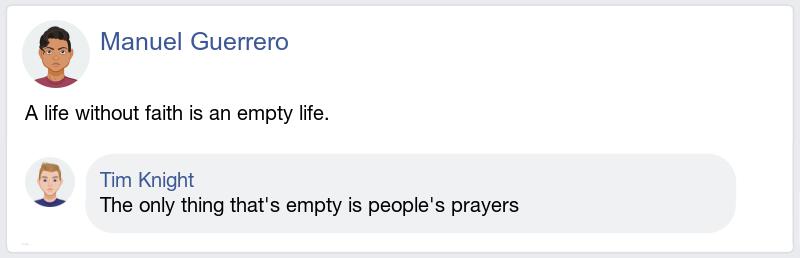 Manuel Guerrero
A life without faith is an empty life.
Tim Knight
The only thing that's empty is people's prayers